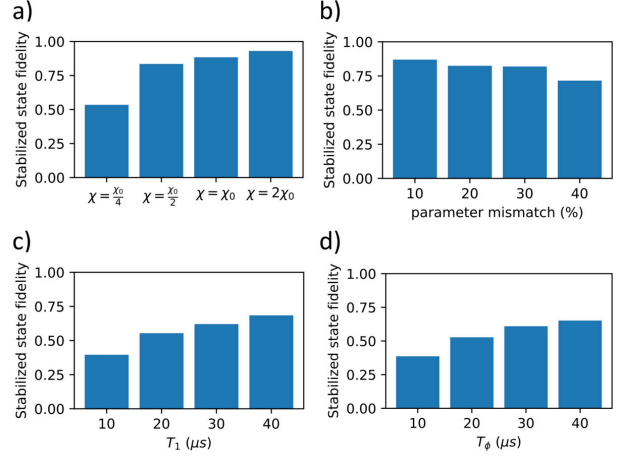 a)
Stabilized state fidelity
1.00
0.75
0.50
0.25
0.00
χ = χ₀/4
χ = χ₀/2
χ = χ₀
χ = 2χ₀
b)
Stabilized state fidelity
1.00
0.75
0.50
0.25
0.00
10 20 30 40
parameter mismatch (%)
c)
Stabilized state fidelity
1.00
0.75
0.50
0.25
0.00
10 20 30 40
T₁ (μs)
d)
Stabilized state fidelity
1.00
0.75
0.50
0.25
0.00
10 20 30 40
T_ϕ (μs)